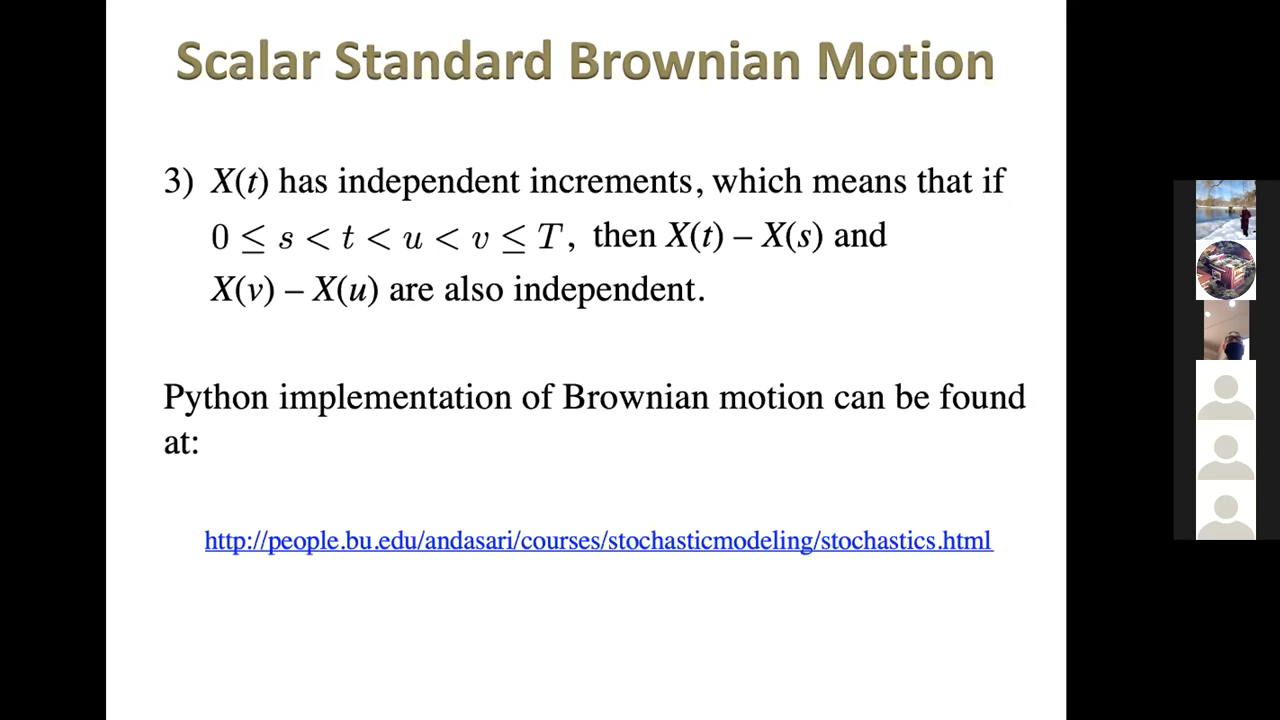 Scalar Standard Brownian Motion
3) X(t) has independent increments, which means that if
0 ≤ s < t < u < v ≤ T, then X(t) – X(s) and
X(v) – X(u) are also independent.
Python implementation of Brownian motion can be found
at:
http://people.bu.edu/andasari/courses/stochasticmodeling/stochastics.html